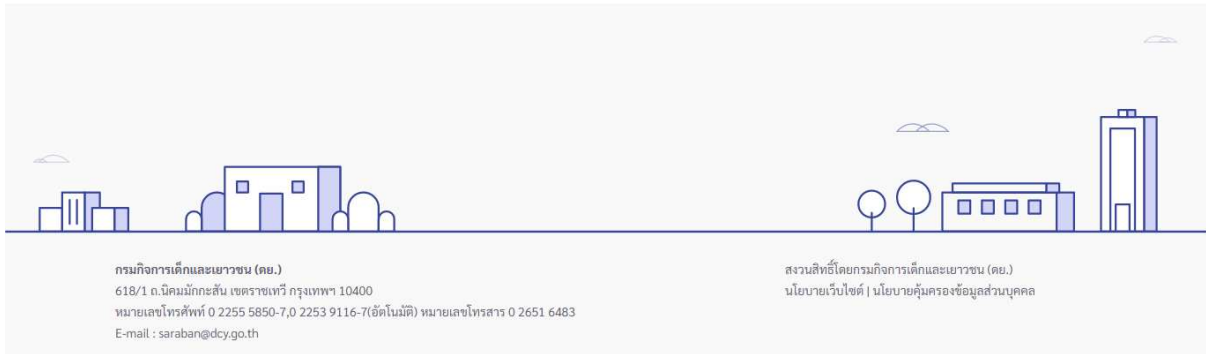 กรมกิจการเด็กและเยาวชน (ดย.)
618/1 ถ.นิคมมักกะสัน เขตราชเทวี กรุงเทพฯ 10400
หมายเลขโทรศัพท์ 0 2255 5850-7,0 2253 9116-7(อัตโนมัติ) หมายเลขโทรสาร 0 2651 6483
E-mail : saraban@dcy.go.th
สงวนสิทธิ์โดยกรมกิจการเด็กและเยาวชน (ดย.)
นโยบายเว็บไซต์ | นโยบายคุ้มครองข้อมูลส่วนบุคคล